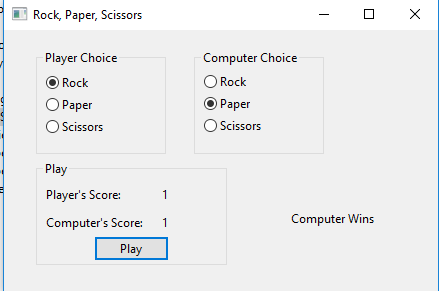 Rock, Paper, Scissors
Player Choice
Rock
Paper
Scissors
Computer Choice
Rock
Paper
Scissors
Play
Player's Score: 1
Computer's Score: 1
Play
Computer Wins